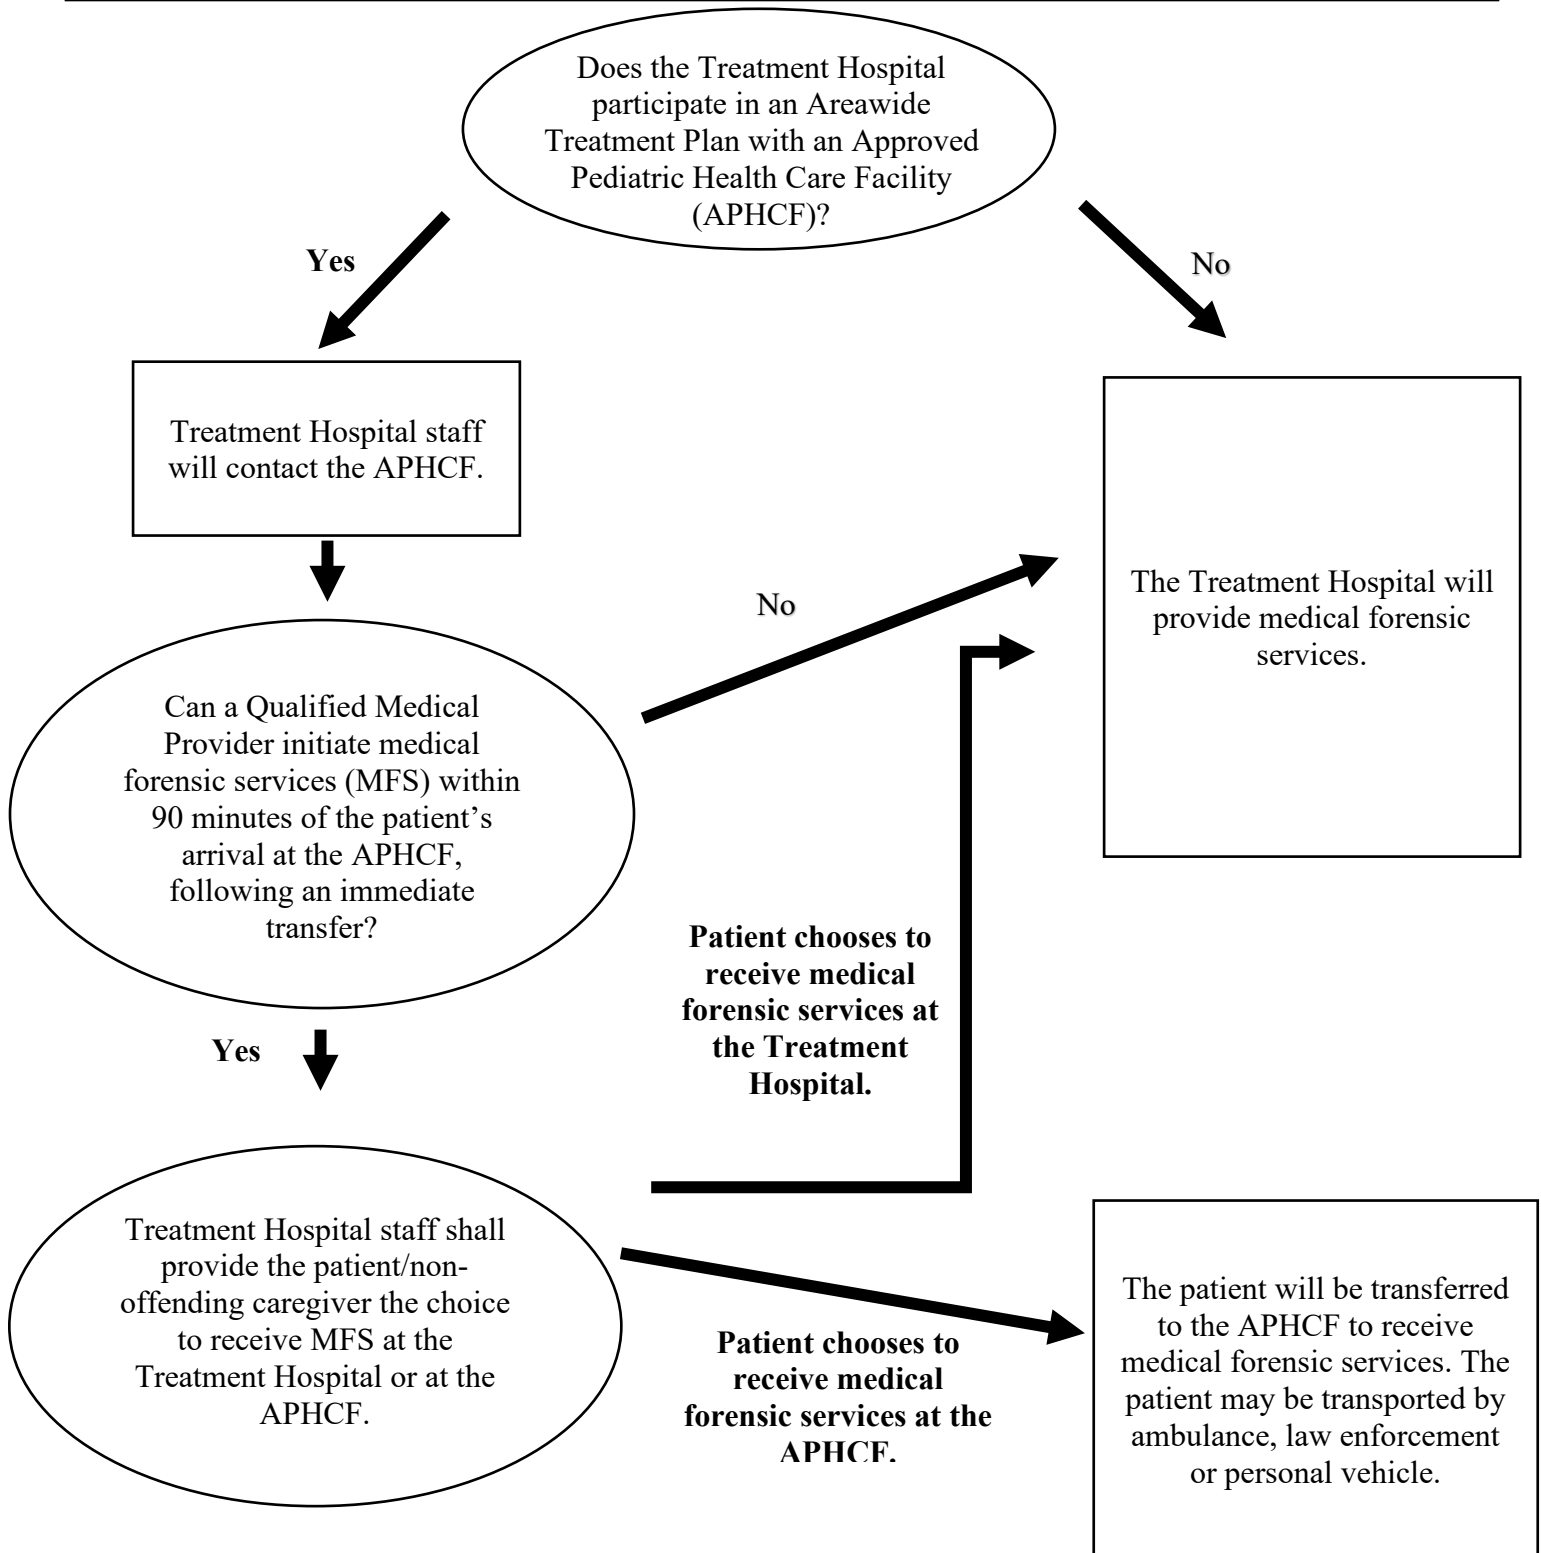 Does the Treatment Hospital
participate in an Areawide
Treatment Plan with an Approved
Pediatric Health Care Facility
(APHCF)?
Yes
No
Treatment Hospital staff
will contact the APHCF.
The Treatment Hospital will
provide medical forensic
services.
No
Can a Qualified Medical
Provider initiate medical
forensic services (MFS) within
90 minutes of the patient’s
arrival at the APHCF,
following an immediate
transfer?
Patient chooses to
receive medical
forensic services at
the Treatment
Hospital.
Yes
Treatment Hospital staff shall
provide the patient/non-
offending caregiver the choice
to receive MFS at the
Treatment Hospital or at the
APHCF.
Patient chooses to
receive medical
forensic services at the
APHCF.
The patient will be transferred
to the APHCF to receive
medical forensic services. The
patient may be transported by
ambulance, law enforcement
or personal vehicle.